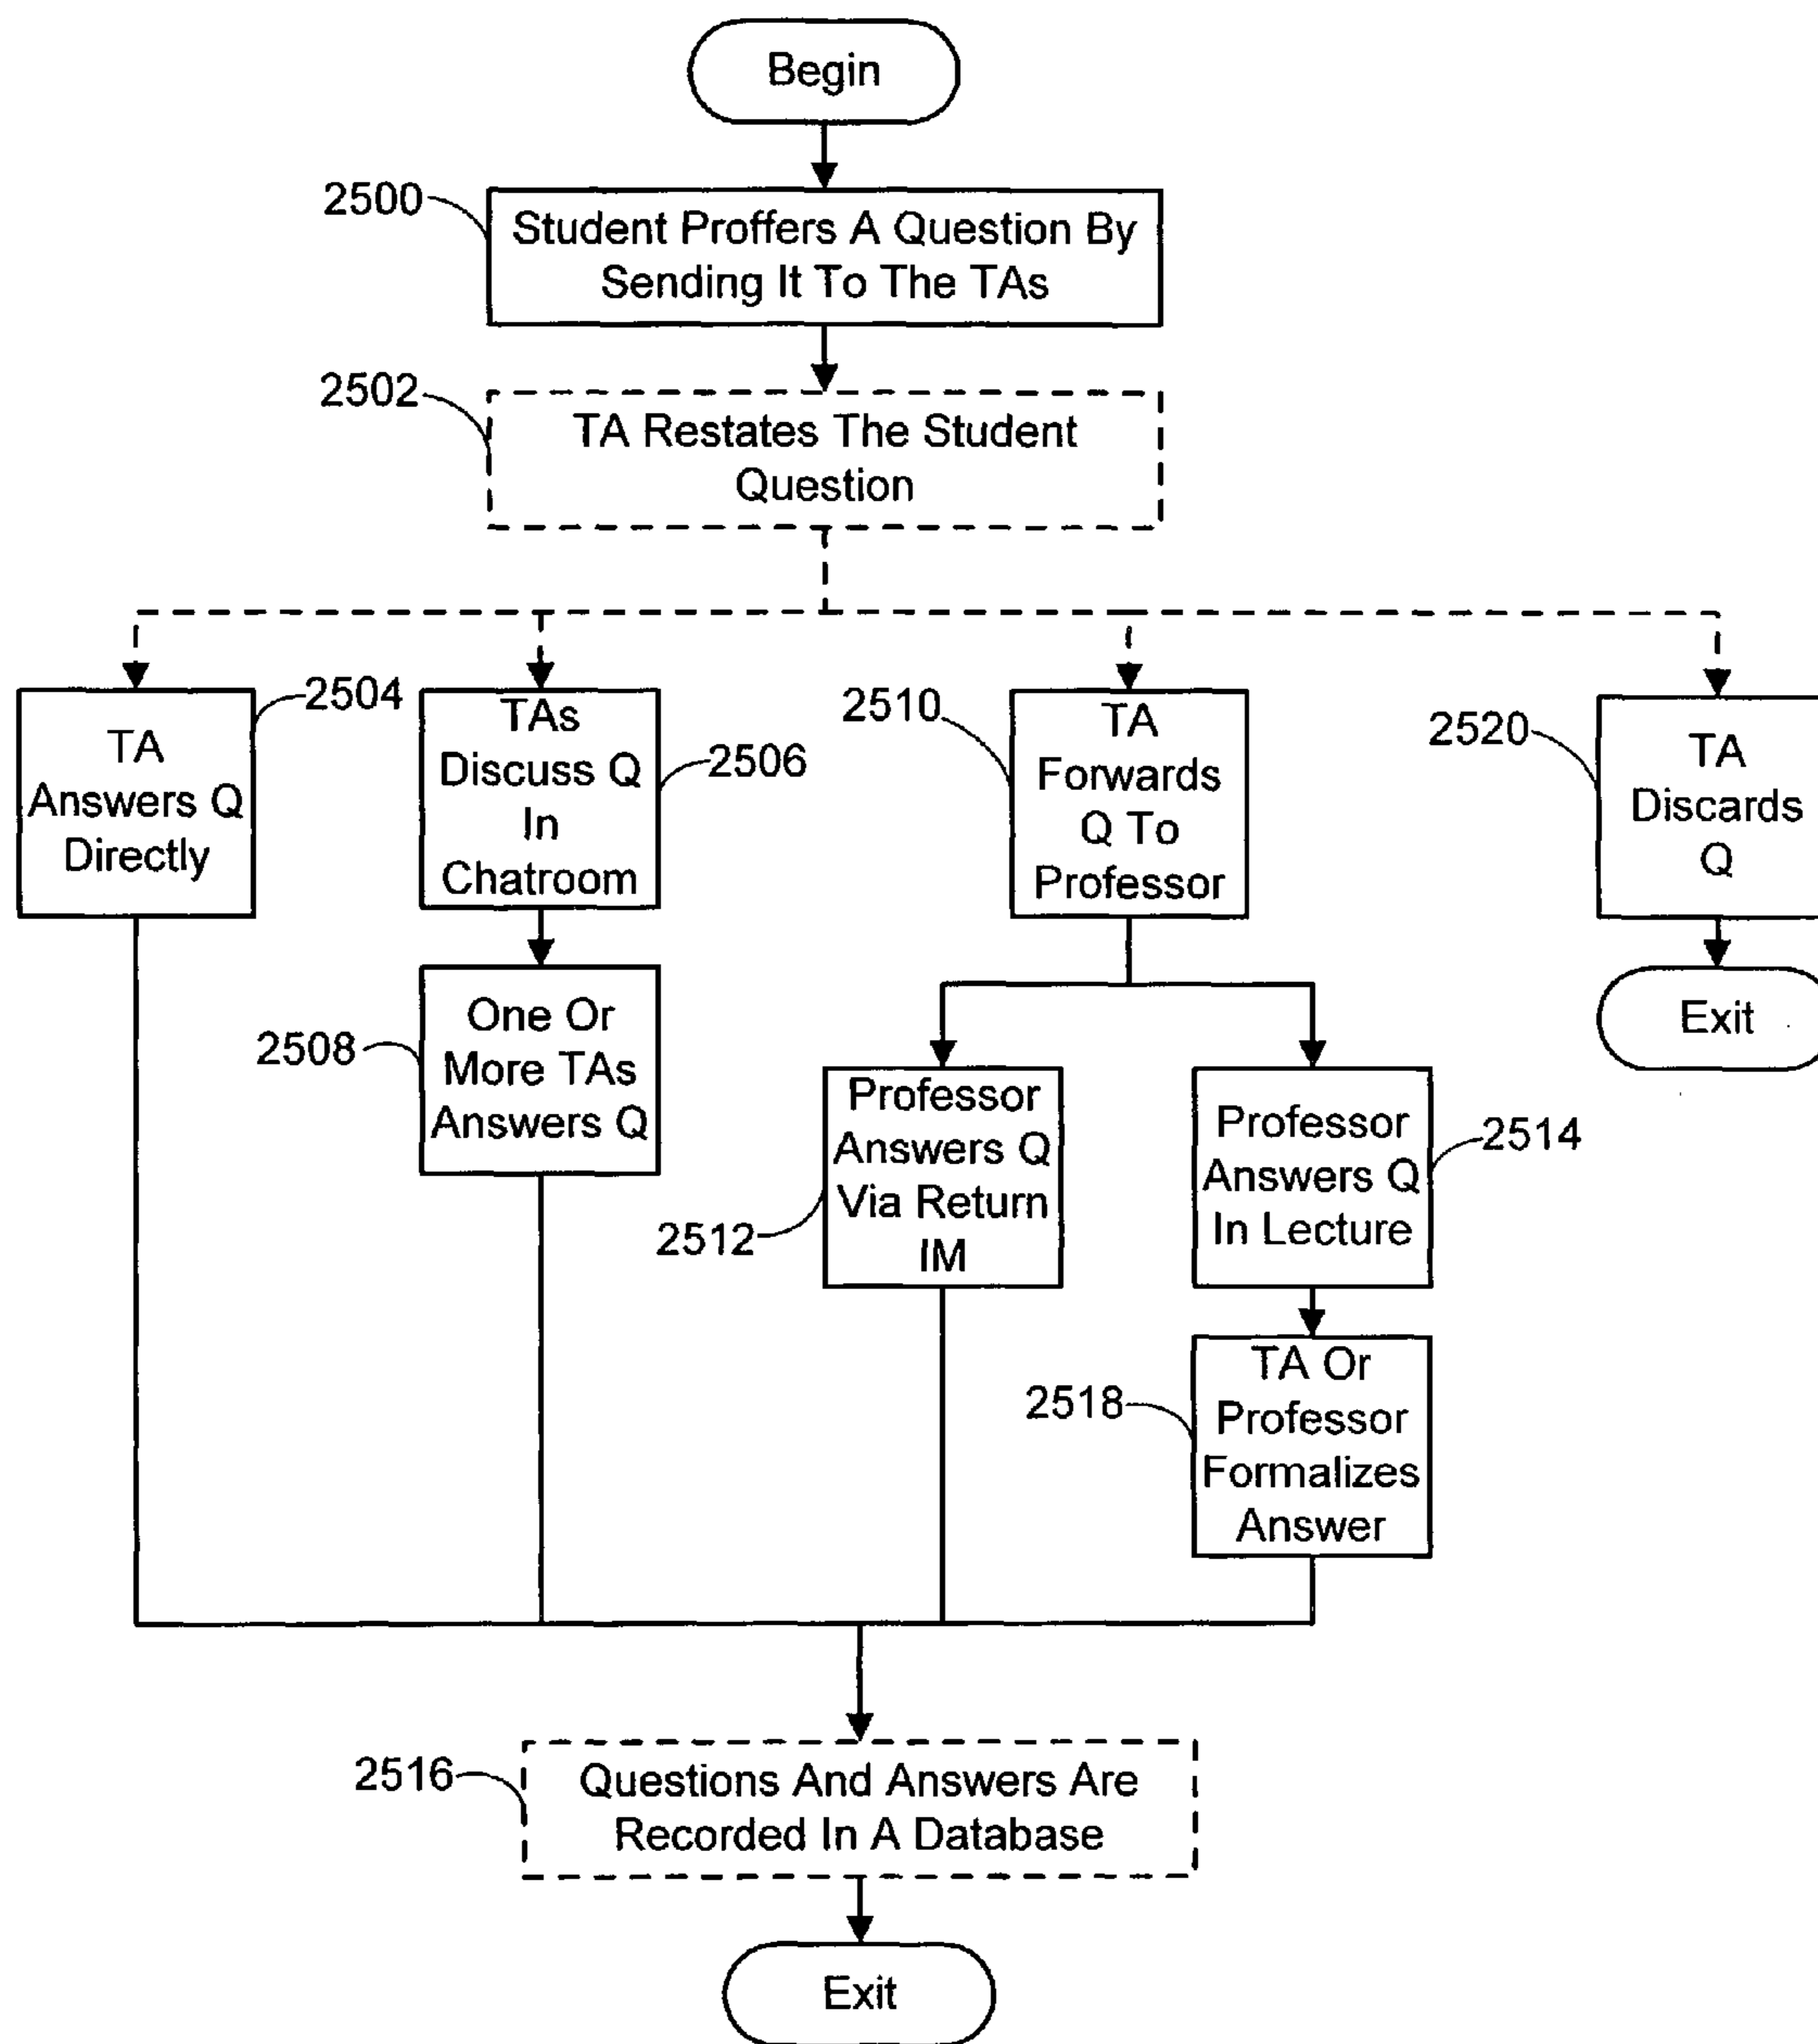 Begin
2500
Student Proffers A Question By
Sending It To The TAs
2502
TA Restates The Student
Question
2504
TA
Answers Q
Directly
TAs
Discuss Q
In
Chatroom
2506
2510
TA
Forwards
Q To
Professor
2520
TA
Discards
Q
2508
One Or
More TAs
Answers Q
Exit
2512
Professor
Answers Q
Via Return
IM
Professor
Answers Q
In Lecture
2514
2518
TA Or
Professor
Formalizes
Answer
2516
Questions And Answers Are
Recorded In A Database
Exit